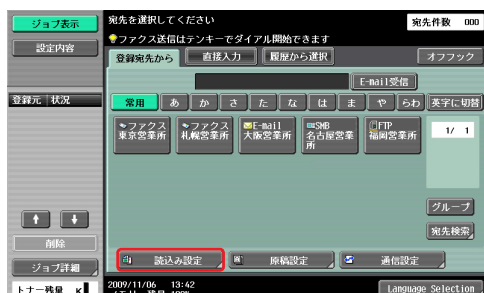 ジョブ表示
設定内容
登録元 状況
削除
ジョブ詳細
トナー残量 K
宛先を選択してください
宛先件数 000
ファクス送信はテンキーでダイアル開始できます
登録宛先から 直接入力 履歴から選択 オフフック
E-mail受信
常用 あ か さ た な は ま や らわ 英字に切替
ファクス
東京営業所
ファクス
札幌営業所
E-mail
大阪営業所
SMB
名古屋営業
所
FTP
福岡営業所
1/ 1
グループ
宛先検索
読込み設定 原稿設定 通信設定
2009/11/06 13:42
Language Selection